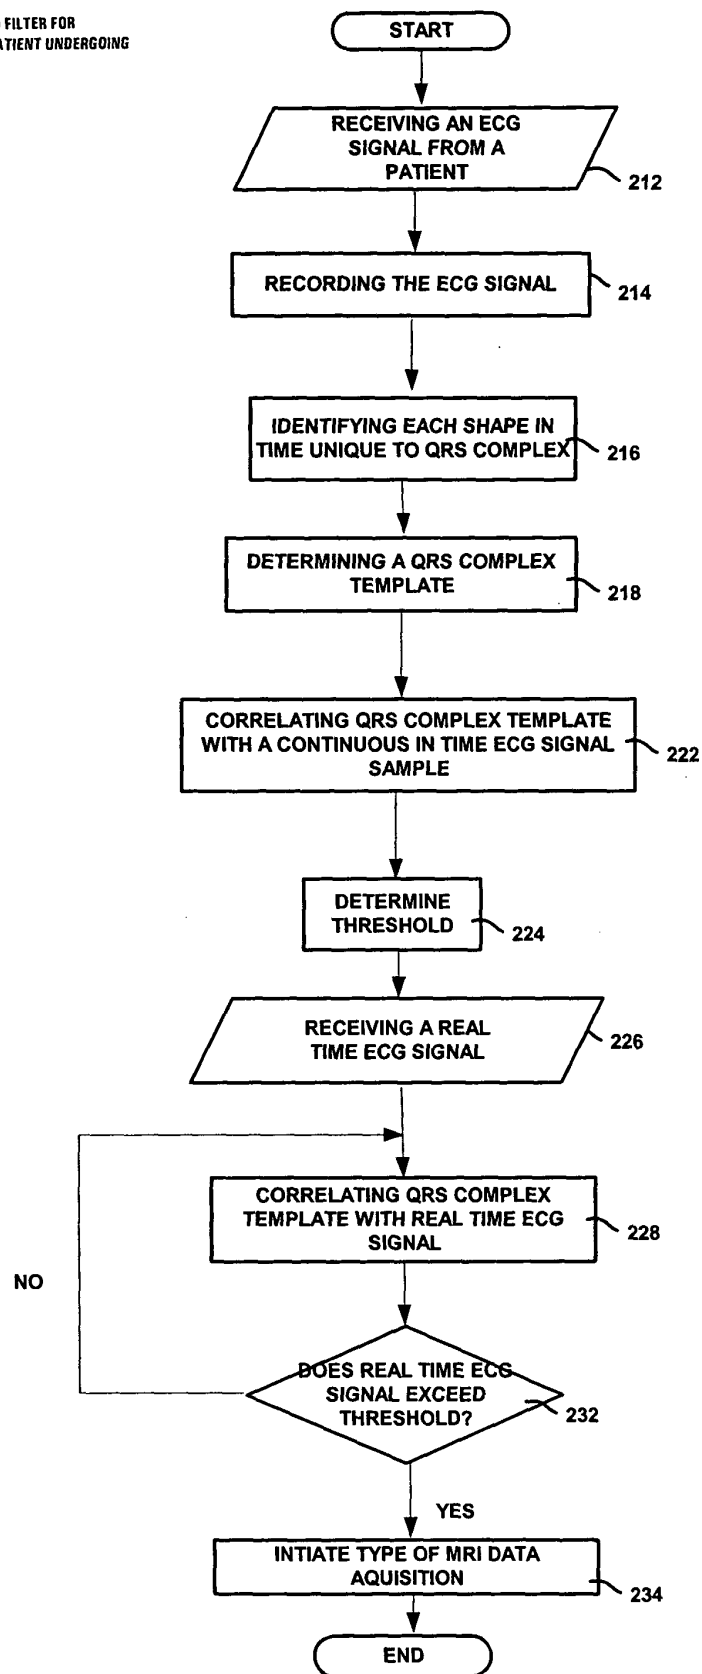 FILTER FOR
ATIENT UNDERGOING
START
RECEIVING AN ECG
SIGNAL FROM A
PATIENT
212
RECORDING THE ECG SIGNAL
214
IDENTIFYING EACH SHAPE IN
TIME UNIQUE TO QRS COMPLEX
216
DETERMINING A QRS COMPLEX
TEMPLATE
218
CORRELATING QRS COMPLEX TEMPLATE
WITH A CONTINUOUS IN TIME ECG SIGNAL
SAMPLE
222
DETERMINE
THRESHOLD
224
RECEIVING A REAL
TIME ECG SIGNAL
226
CORRELATING QRS COMPLEX
TEMPLATE WITH REAL TIME ECG
SIGNAL
228
NO
DOES REAL TIME ECG
SIGNAL EXCEED
THRESHOLD?
232
YES
INTIATE TYPE OF MRI DATA
AQUISITION
234
END